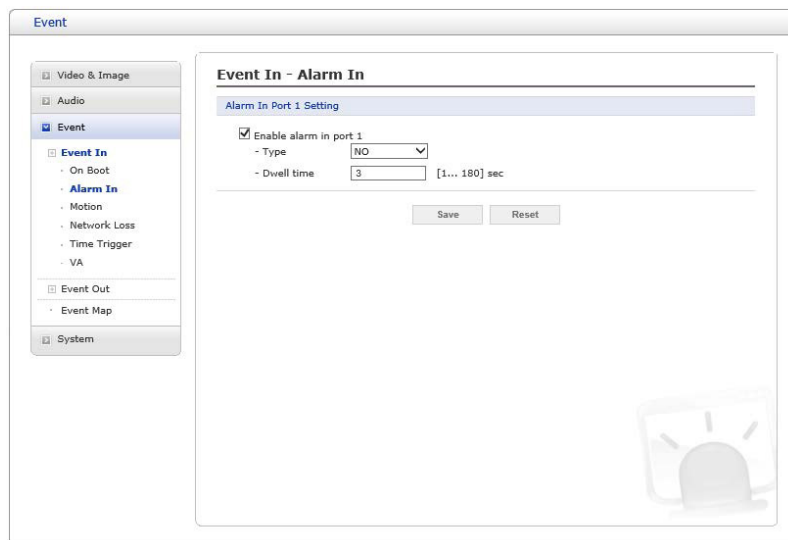 Event
Video & Image
Audio
Event
Event In
On Boot
Alarm In
Motion
Network Loss
Time Trigger
VA
Event Out
Event Map
System
Event In - Alarm In
Alarm In Port 1 Setting
Enable alarm in port 1
- Type NO
- Dwell time 3 [1... 180] sec
Save Reset